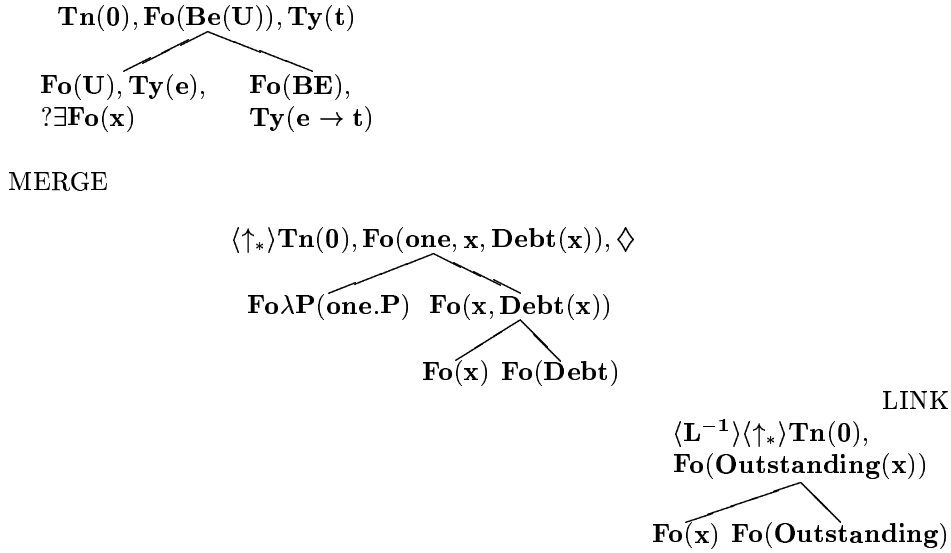 Tn(0), Fo(Be(U)), Ty(t)
Fo(U), Ty(e), Fo(BE),
?∃Fo(x) Ty(e → t)
MERGE
⟨↑*⟩Tn(0), Fo(one, x, Debt(x)), ◇
FoλP(one.P) Fo(x, Debt(x))
Fo(x) Fo(Debt)
LINK
⟨L⁻¹⟩⟨↑*⟩Tn(0),
Fo(Outstanding(x))
Fo(x) Fo(Outstanding)